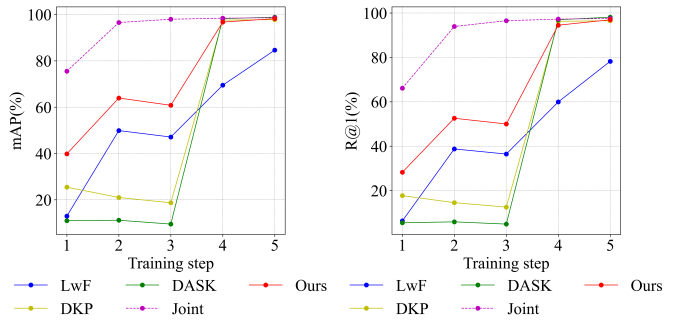 100
80
60
40
20
mAP(%)
1 2 3 4 5
Training step
LwF DASK Ours
DKP Joint
100
80
60
40
20
R@1(%)
1 2 3 4 5
Training step
LwF DASK Ours
DKP Joint